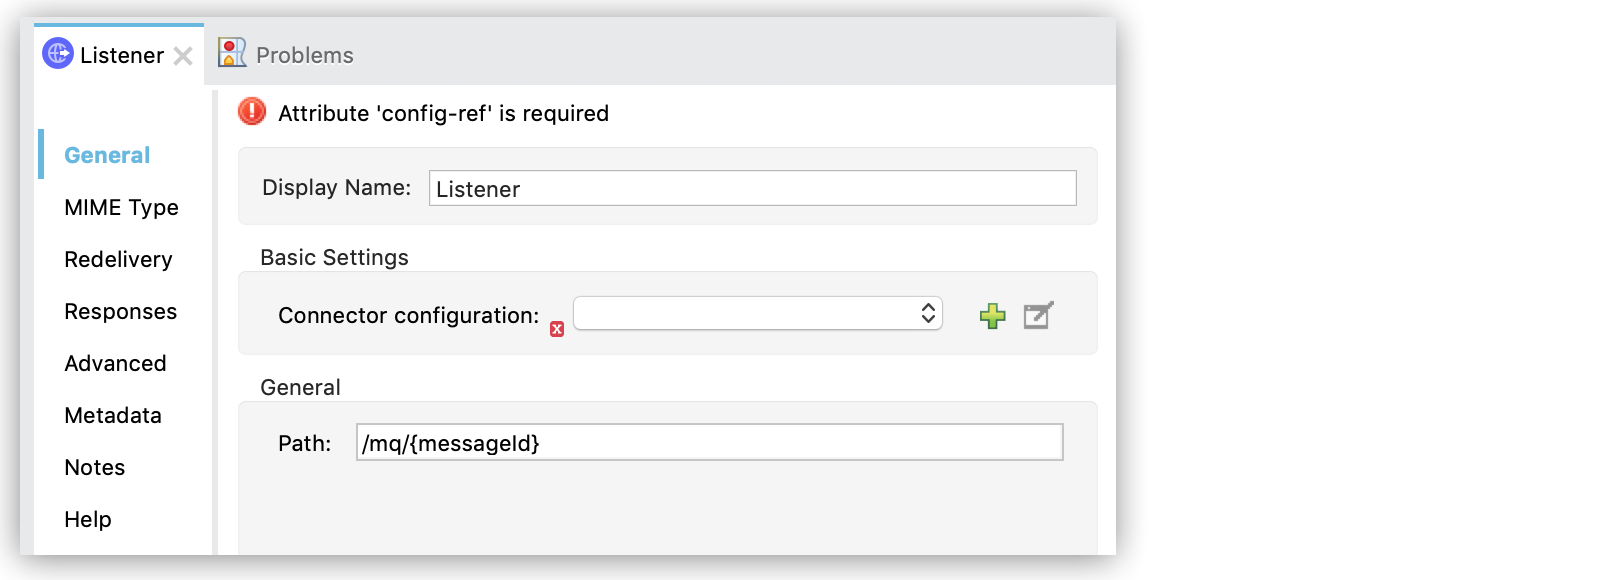 Listener
Problems
Attribute 'config-ref' is required
General
MIME Type
Redelivery
Responses
Advanced
Metadata
Notes
Help
Display Name: Listener
Basic Settings
Connector configuration:
General
Path: /mq/{messageId}